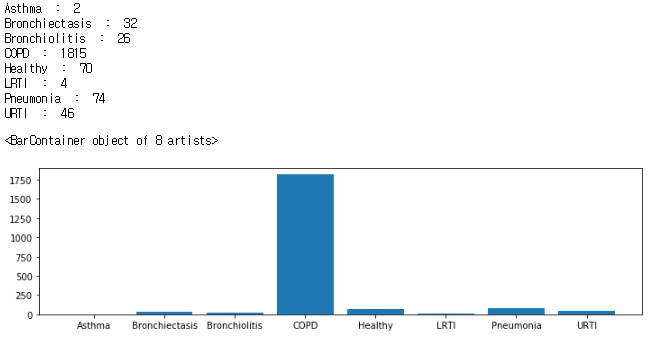 Asthma : 2
Bronchiectasis : 32
Bronchiolitis : 26
COPD : 1815
Healthy : 70
LRTI : 4
Pneumonia : 74
URTI : 46
<BarContainer object of 8 artists>
1750
1500
1250
1000
750
500
250
0
Asthma Bronchiectasis Bronchiolitis COPD Healthy LRTI Pneumonia URTI